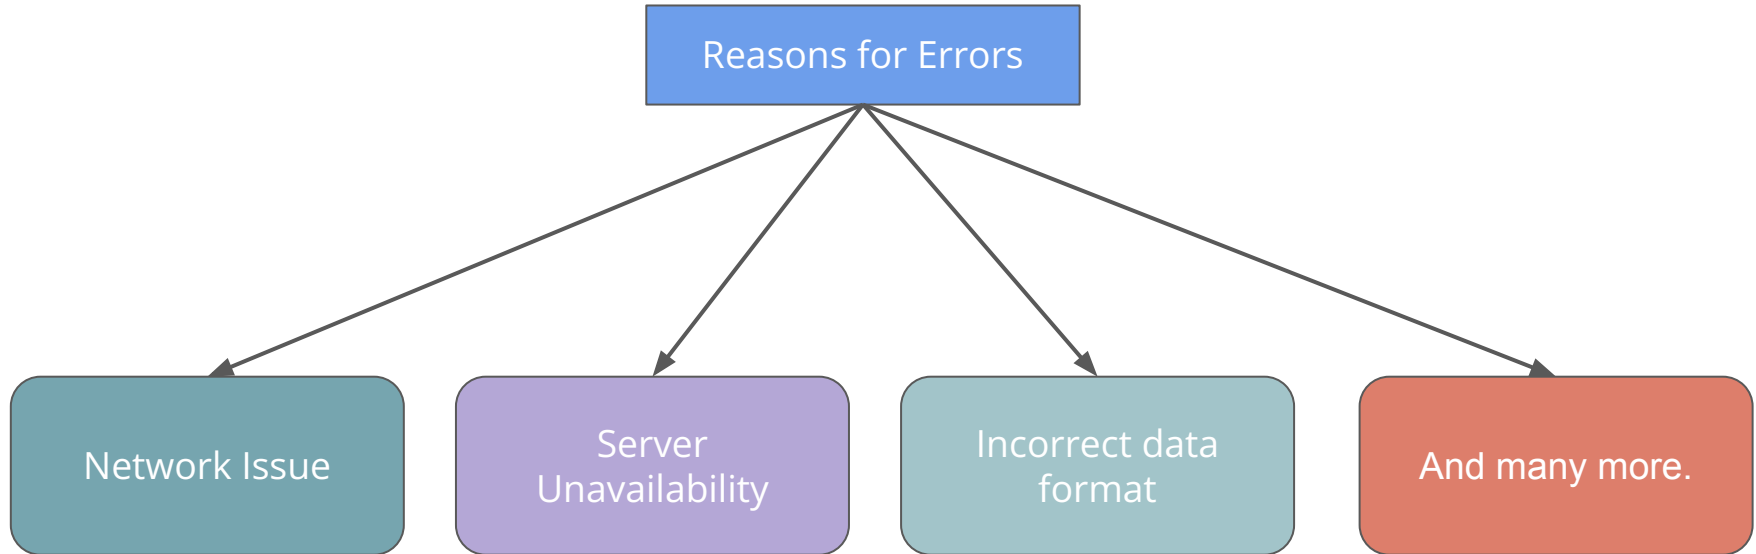 Reasons for Errors
Network Issue
Server
Unavailability
Incorrect data
format
And many more.